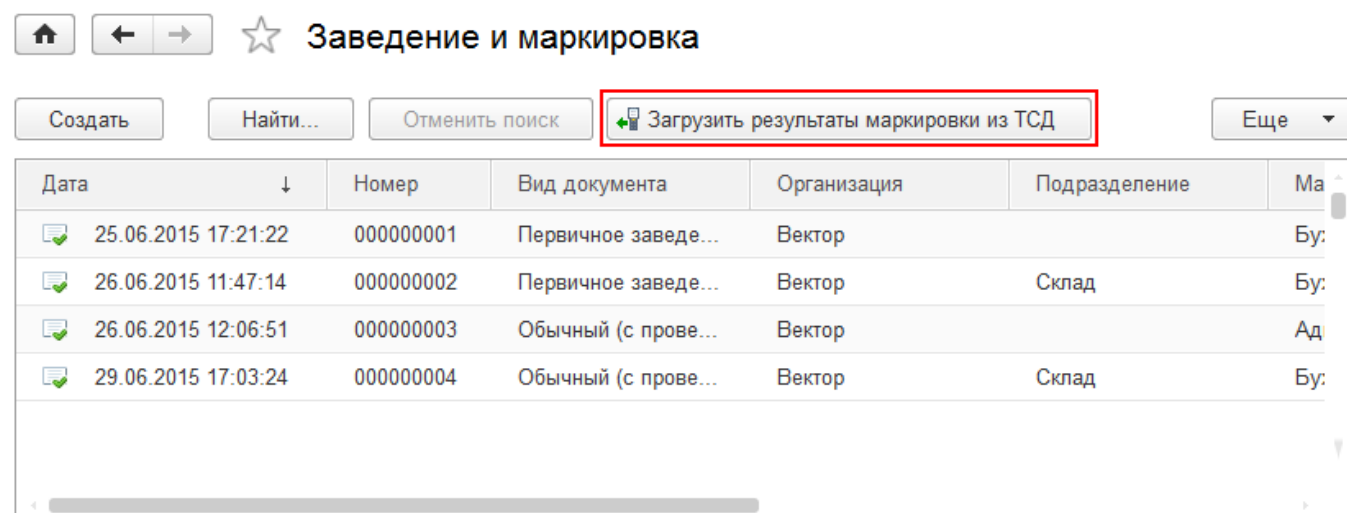 Заведение и маркировка
Создать Найти... Отменить поиск Загрузить результаты маркировки из ТСД Еще
Дата ↓ Номер Вид документа Организация Подразделение Ма
25.06.2015 17:21:22 000000001 Первичное заведе... Вектор
26.06.2015 11:47:14 000000002 Первичное заведе... Вектор Склад
26.06.2015 12:06:51 000000003 Обычный (с прове... Вектор Ад
29.06.2015 17:03:24 000000004 Обычный (с прове... Вектор Склад